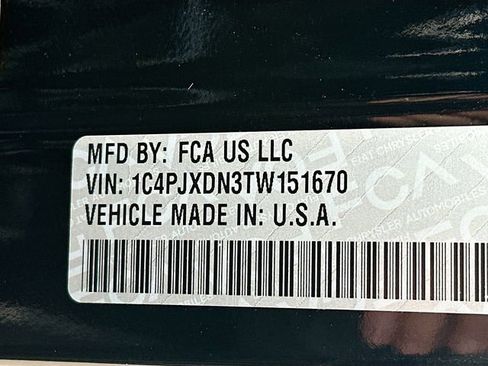 MFD BY: FCA US LLC
VIN: 1C4PJXDN3TW151670
VEHICLE MADE IN: U.S.A.